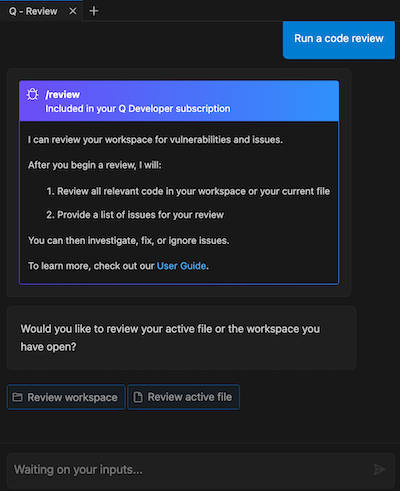 Q - Review
Run a code review
/review
Included in your Q Developer subscription
I can review your workspace for vulnerabilities and issues.
After you begin a review, I will:
1. Review all relevant code in your workspace or your current file
2. Provide a list of issues for your review
You can then investigate, fix, or ignore issues.
To learn more, check out our User Guide.
Would you like to review your active file or the workspace you
have open?
Review workspace
Review active file
Waiting on your inputs...